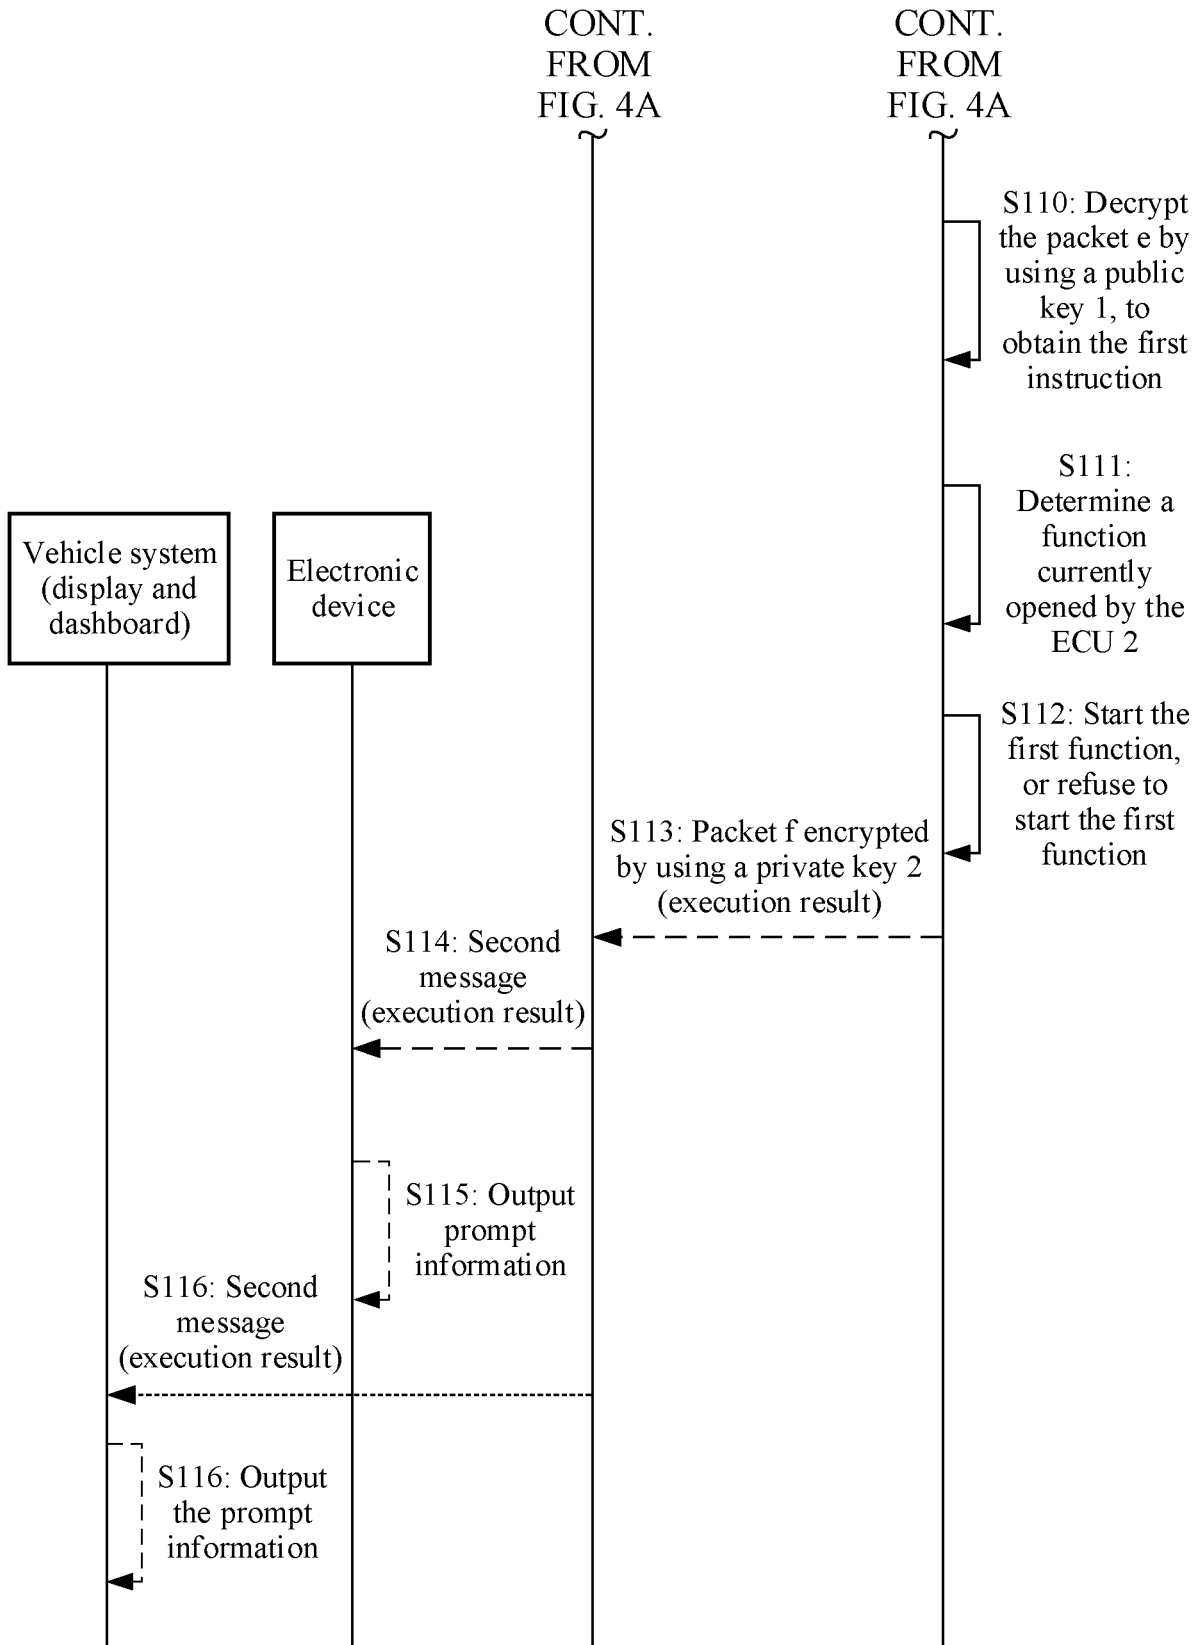 CONT.
FROM
FIG. 4A
CONT.
FROM
FIG. 4A
S110: Decrypt
the packet e by
using a public
key 1, to
obtain the first
instruction
S111:
Determine a
function
currently
opened by the
ECU 2
Vehicle system
(display and
dashboard)
Electronic
device
S112: Start the
first function,
or refuse to
start the first
function
S113: Packet f encrypted
by using a private key 2
(execution result)
S114: Second
message
(execution result)
S115: Output
prompt
information
S116: Second
message
(execution result)
S116: Output
the prompt
information